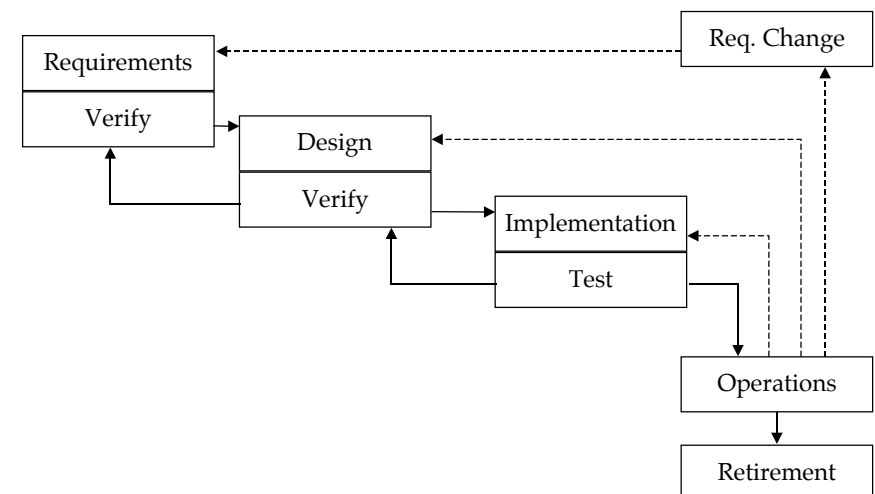 Req. Change
Requirements
Verify
Design
Verify
Implementation
Test
Operations
Retirement